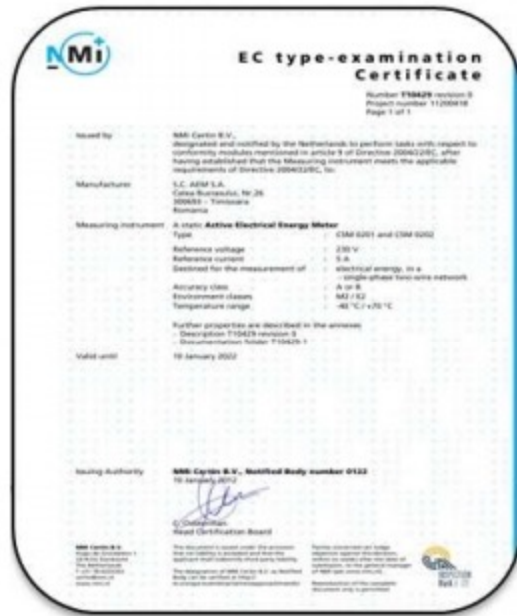 NMi
EC type-examination
Certificate
Number T10429 revision 0
Project number 11200418
Page 1 of 1
Issued by
NMi Certin B.V.,
designated and notified by the Netherlands to perform tasks with respect to
conformity modules mentioned in article 9 of Directive 2004/22/EC, after
having established that the Measuring instrument meets the applicable
requirements of Directive 2004/22/EC, to:
Manufacturer
S.C. AEM S.A.
Calea Buziasului, Nr.26
300693 - Timisoara
Romania
Measuring instrument
A static Active Electrical Energy Meter
Type : CSM 0201 and CSM 0202
Reference voltage : 230 V
Reference current : 5 A
Destined for the measurement of : electrical energy, in a
- single-phase two-wire network
Accuracy class : A or B
Environment classes : M2 / E2
Temperature range : -40 °C / +70 °C
Further properties are described in the annexes
- Description T10429 revision 0
- Documentation folder T10429-1
Valid until
10 January 2022
Issuing Authority
NMi Certin B.V., Notified Body number 0122
10 January 2012
Head Certification Board
NMi Certin B.V.
The Netherlands